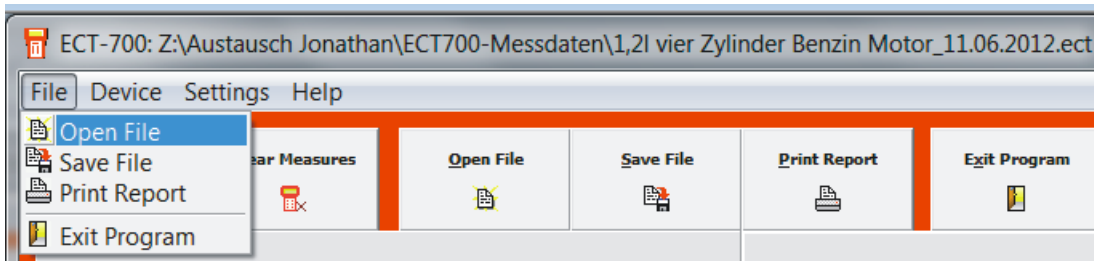 ECT-700: Z:\Austausch Jonathan\ECT700-Messdaten\1,2l vier Zylinder Benzin Motor_11.06.2012.ect
File Device Settings Help
Open File
Save File
Print Report
Exit Program
ear Measures
Open File
Save File
Print Report
Exit Program